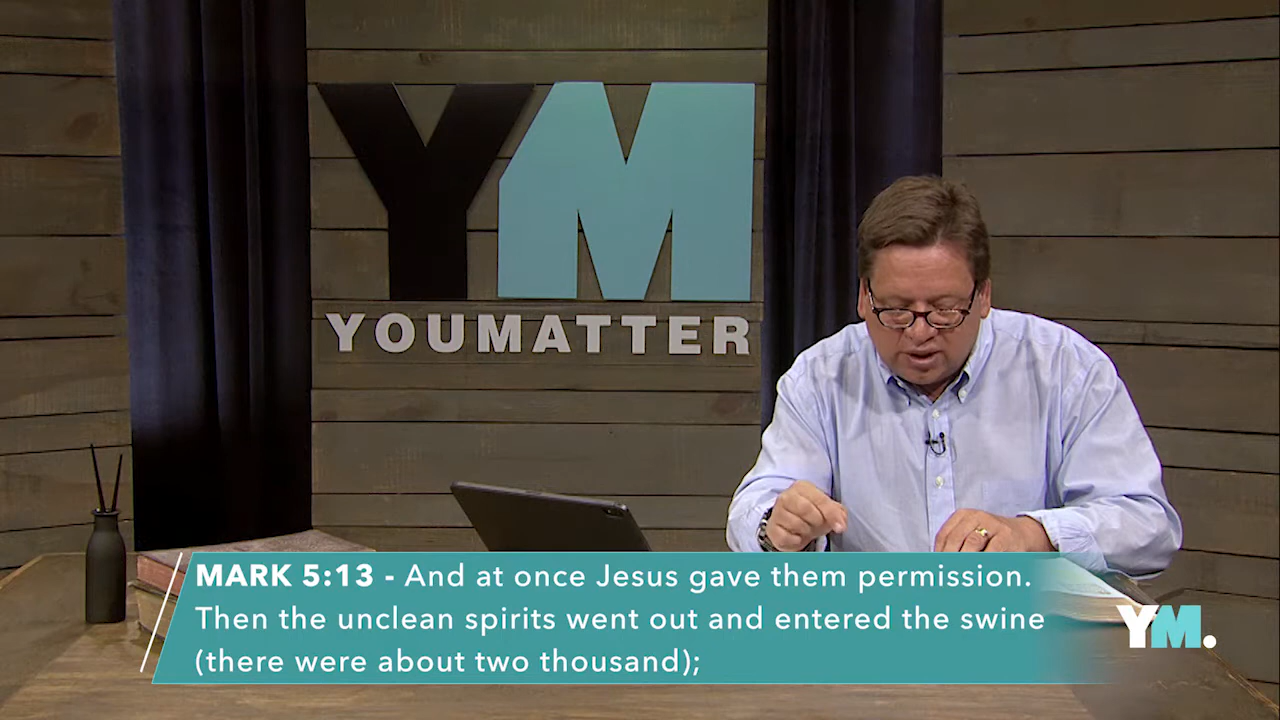 YM
YOUMATTER
MARK 5:13 - And at once Jesus gave them permission.
Then the unclean spirits went out and entered the swine
(there were about two thousand);
YM.